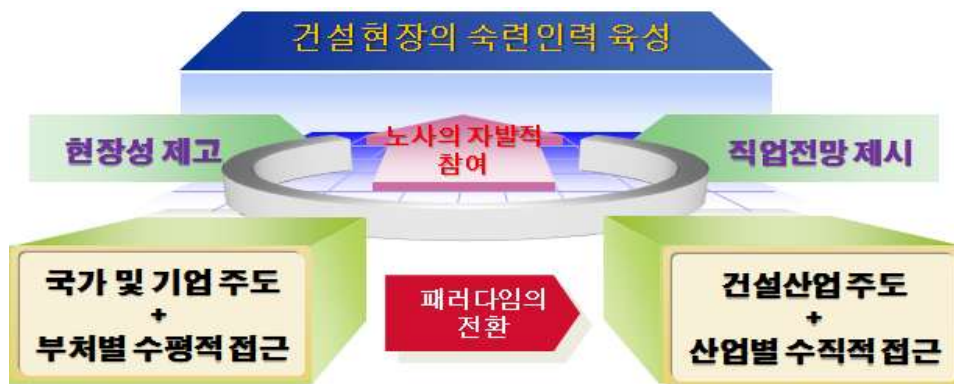 건설현장의 숙련인력 육성
현장성 제고
노사의 자발적
참여
직업전망 제시
국가 및 기업 주도
+
부처별 수평적 접근
패러다임의
전환
건설산업 주도
+
산업별 수직적 접근